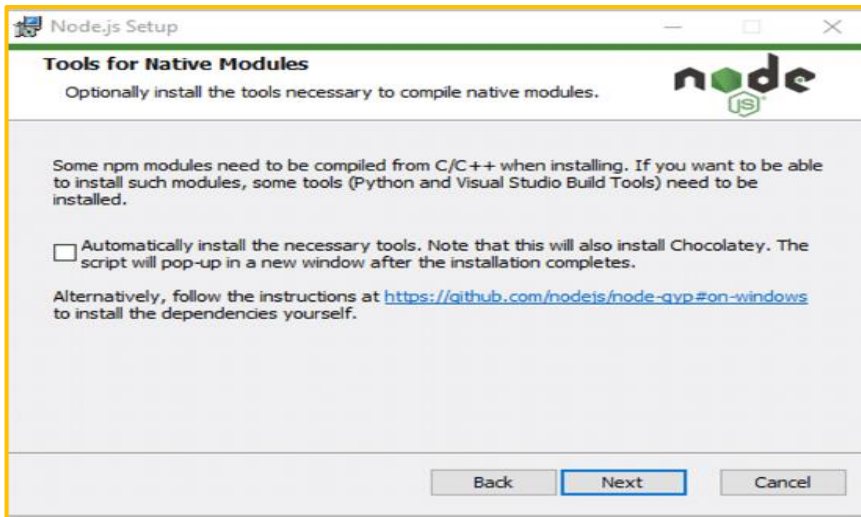 Node.js Setup
Tools for Native Modules
Optionally install the tools necessary to compile native modules.
node
JS
Some npm modules need to be compiled from C/C++ when installing. If you want to be able
to install such modules, some tools (Python and Visual Studio Build Tools) need to be
installed.
Automatically install the necessary tools. Note that this will also install Chocolatey. The
script will pop-up in a new window after the installation completes.
Alternatively, follow the instructions at https://github.com/nodejs/node-gyp#on-windows
to install the dependencies yourself.
Back Next Cancel